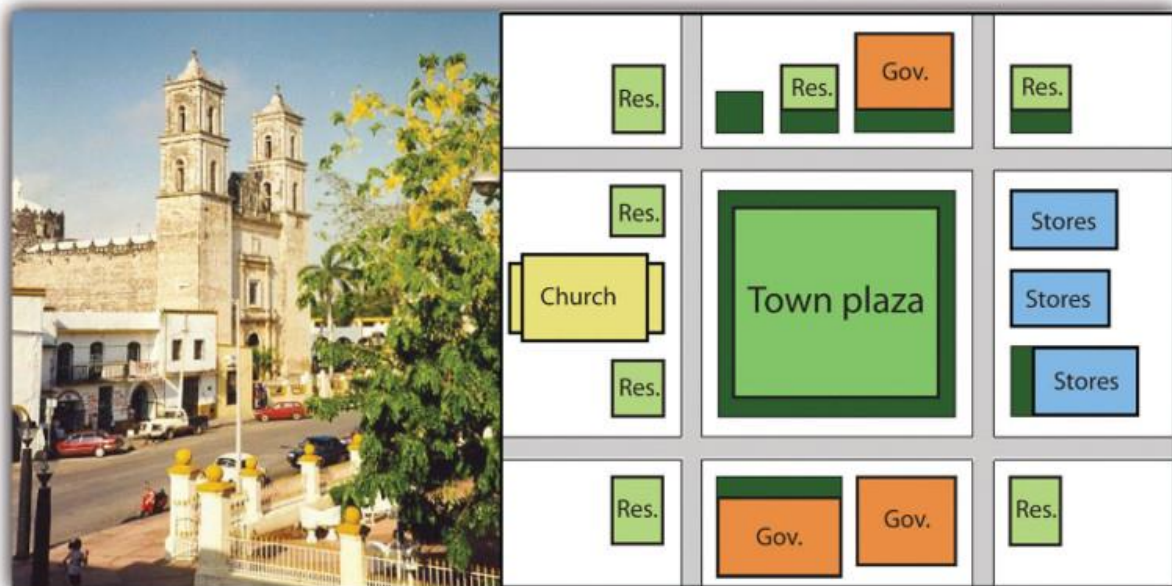 Res.
Res.
Gov.
Res.
Res.
Church
Res.
Town plaza
Stores
Stores
Stores
Res.
Gov.
Gov.
Res.